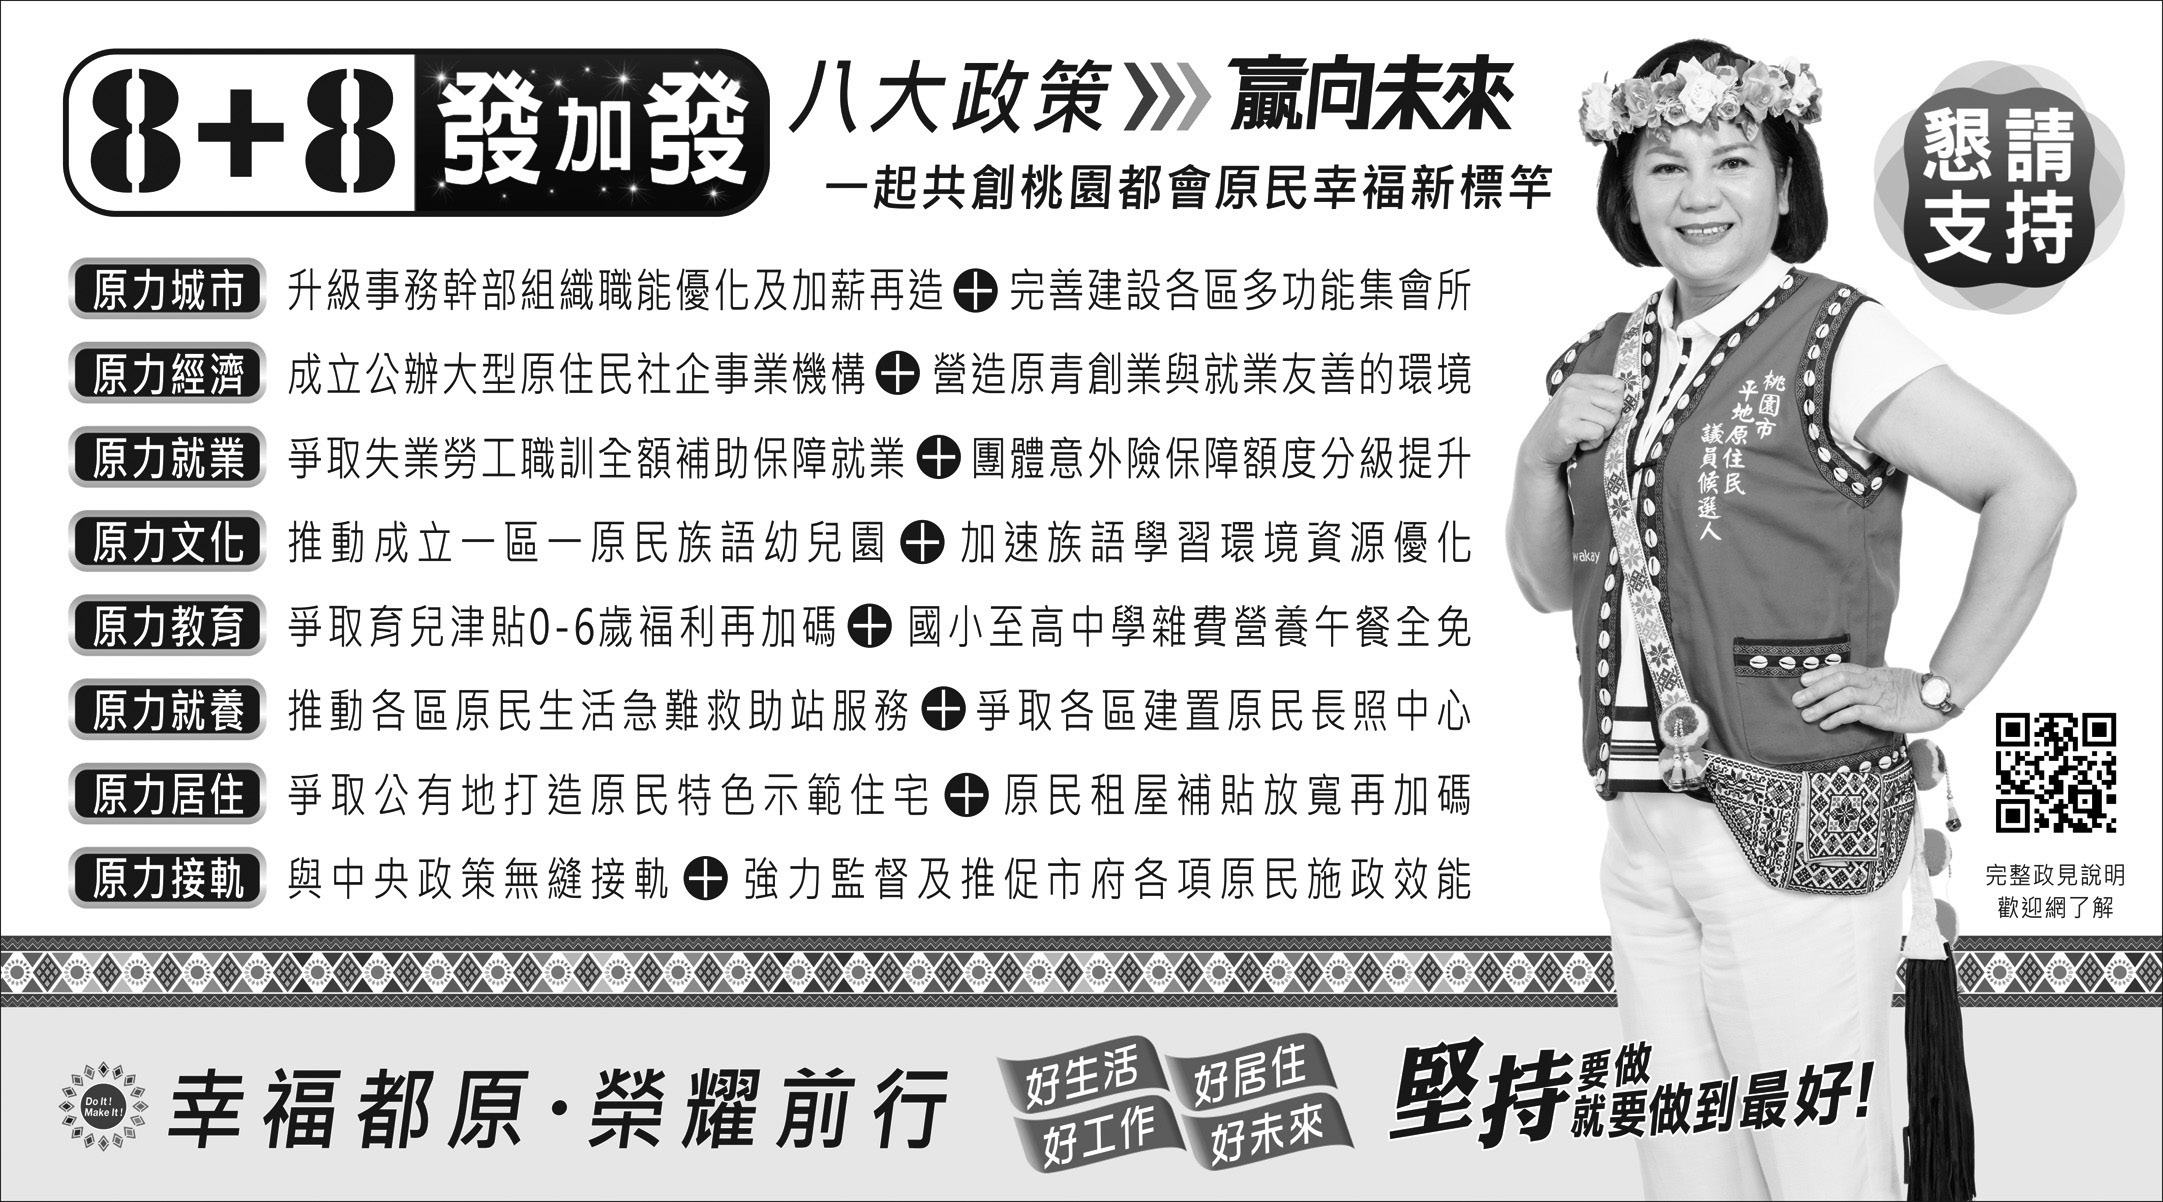 8+8 發加發
八大政策 贏向未來
一起共創桃園都會原民幸福新標竿
懇請
支持
原力城市 升級事務幹部組織職能優化及加薪再造+完善建設各區多功能集會所
原力經濟 成立公辦大型原住民社企事業機構+營造原青創業與就業友善的環境
原力就業 爭取失業勞工職訓全額補助保障就業+團體意外險保障額度分級提升
原力文化 推動成立一區一原民族語幼兒園+加速族語學習環境資源優化
原力教育 爭取育兒津貼0-6歲福利再加碼+國小至高中學雜費營養午餐全免
原力就養 推動各區原民生活急難救助站服務+爭取各區建置原民長照中心
原力居住 爭取公有地打造原民特色示範住宅+原民租屋補貼放寬再加碼
原力接軌 與中央政策無縫接軌+強力監督及推促市府各項原民施政效能
桃園市
平地原住民
議員候選人
wakay
完整政見說明
歡迎網了解
Do It!
Make It!
幸福都原·榮耀前行
好生活 好居住
好工作 好未來
堅持要做
就要做到最好!